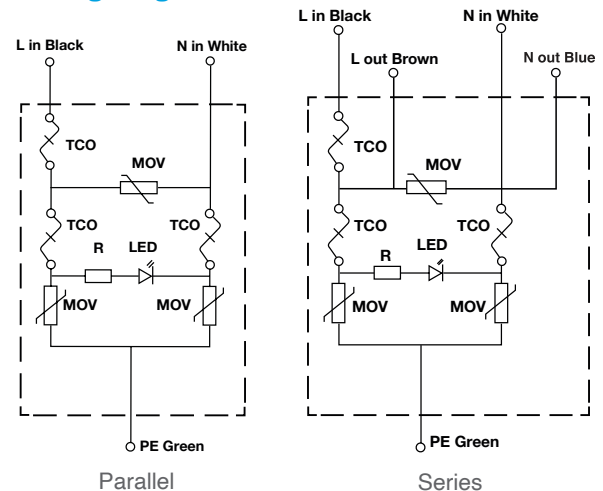 L in Black
N in White
TCO
MOV
TCO
TCO
R
LED
MOV
MOV
PE Green
Parallel
L in Black
N in White
L out Brown
N out Blue
TCO
MOV
TCO
TCO
R
LED
MOV
MOV
PE Green
Series